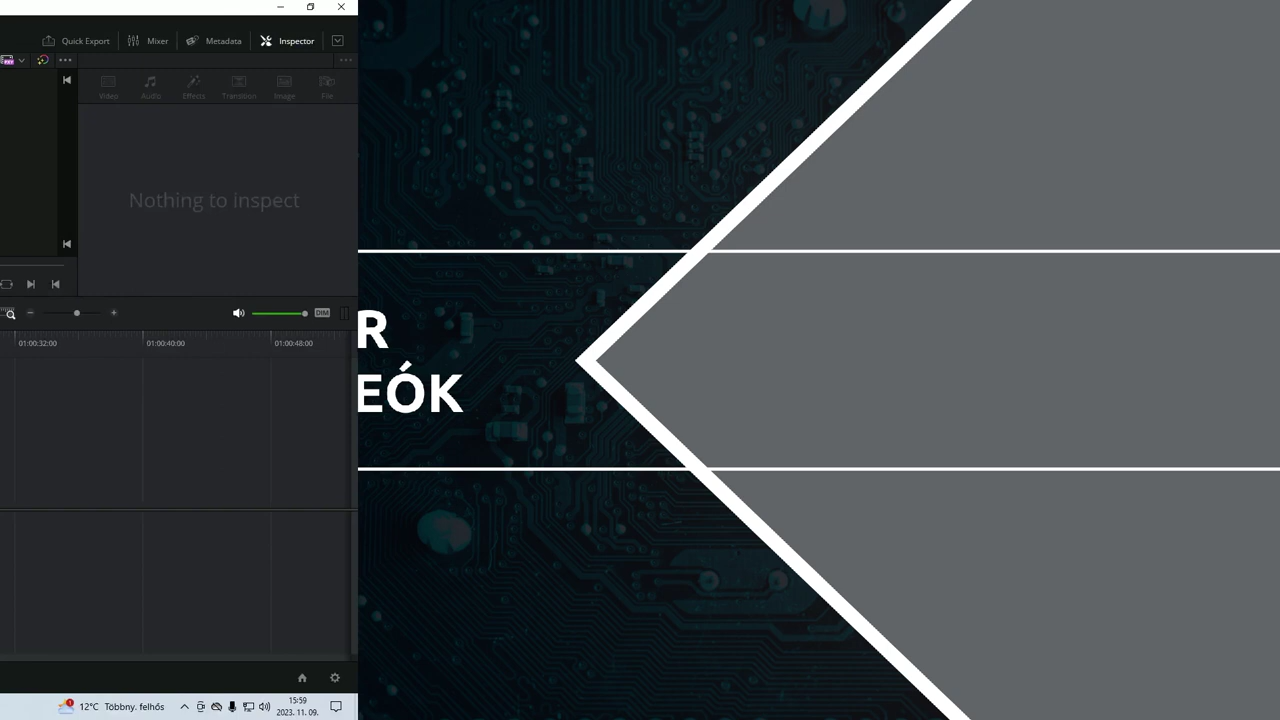 Quick Export
Mixer
Metadata
Inspector
Video
Audio
Effects
Transition
Image
File
Nothing to inspect
DIM
01:00:32:00
01:00:40:00
01:00:48:00
R
EÓK
12°C Többny. felhős
15:59
2023. 11. 09.